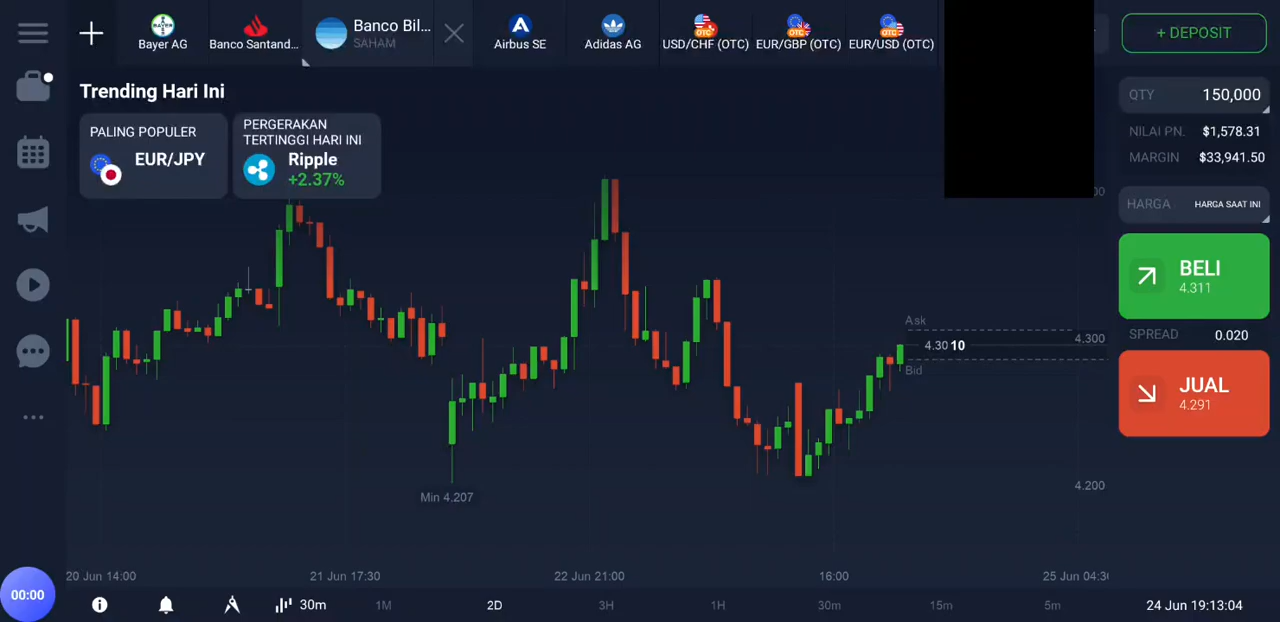 Bayer AG
Banco Santand...
Banco Bil...
SAHAM
Airbus SE
Adidas AG
USD/CHF (OTC)
EUR/GBP (OTC)
EUR/USD (OTC)
+ DEPOSIT
Trending Hari Ini
PALING POPULER
EUR/JPY
PERGERAKAN
TERTINGGI HARI INI
Ripple
+2.37%
QTY 150,000
NILAI PN. $1,578.31
MARGIN $33,941.50
HARGA HARGA SAAT INI
BELI
4.311
SPREAD 0.020
JUAL
4.291
Ask
4.3010
4.300
Bid
Min 4.207
4.200
20 Jun 14:00
21 Jun 17:30
22 Jun 21:00
16:00
25 Jun 04:30
00:00
30m
1M
2D
3H
1H
30m
15m
5m
24 Jun 19:13:04